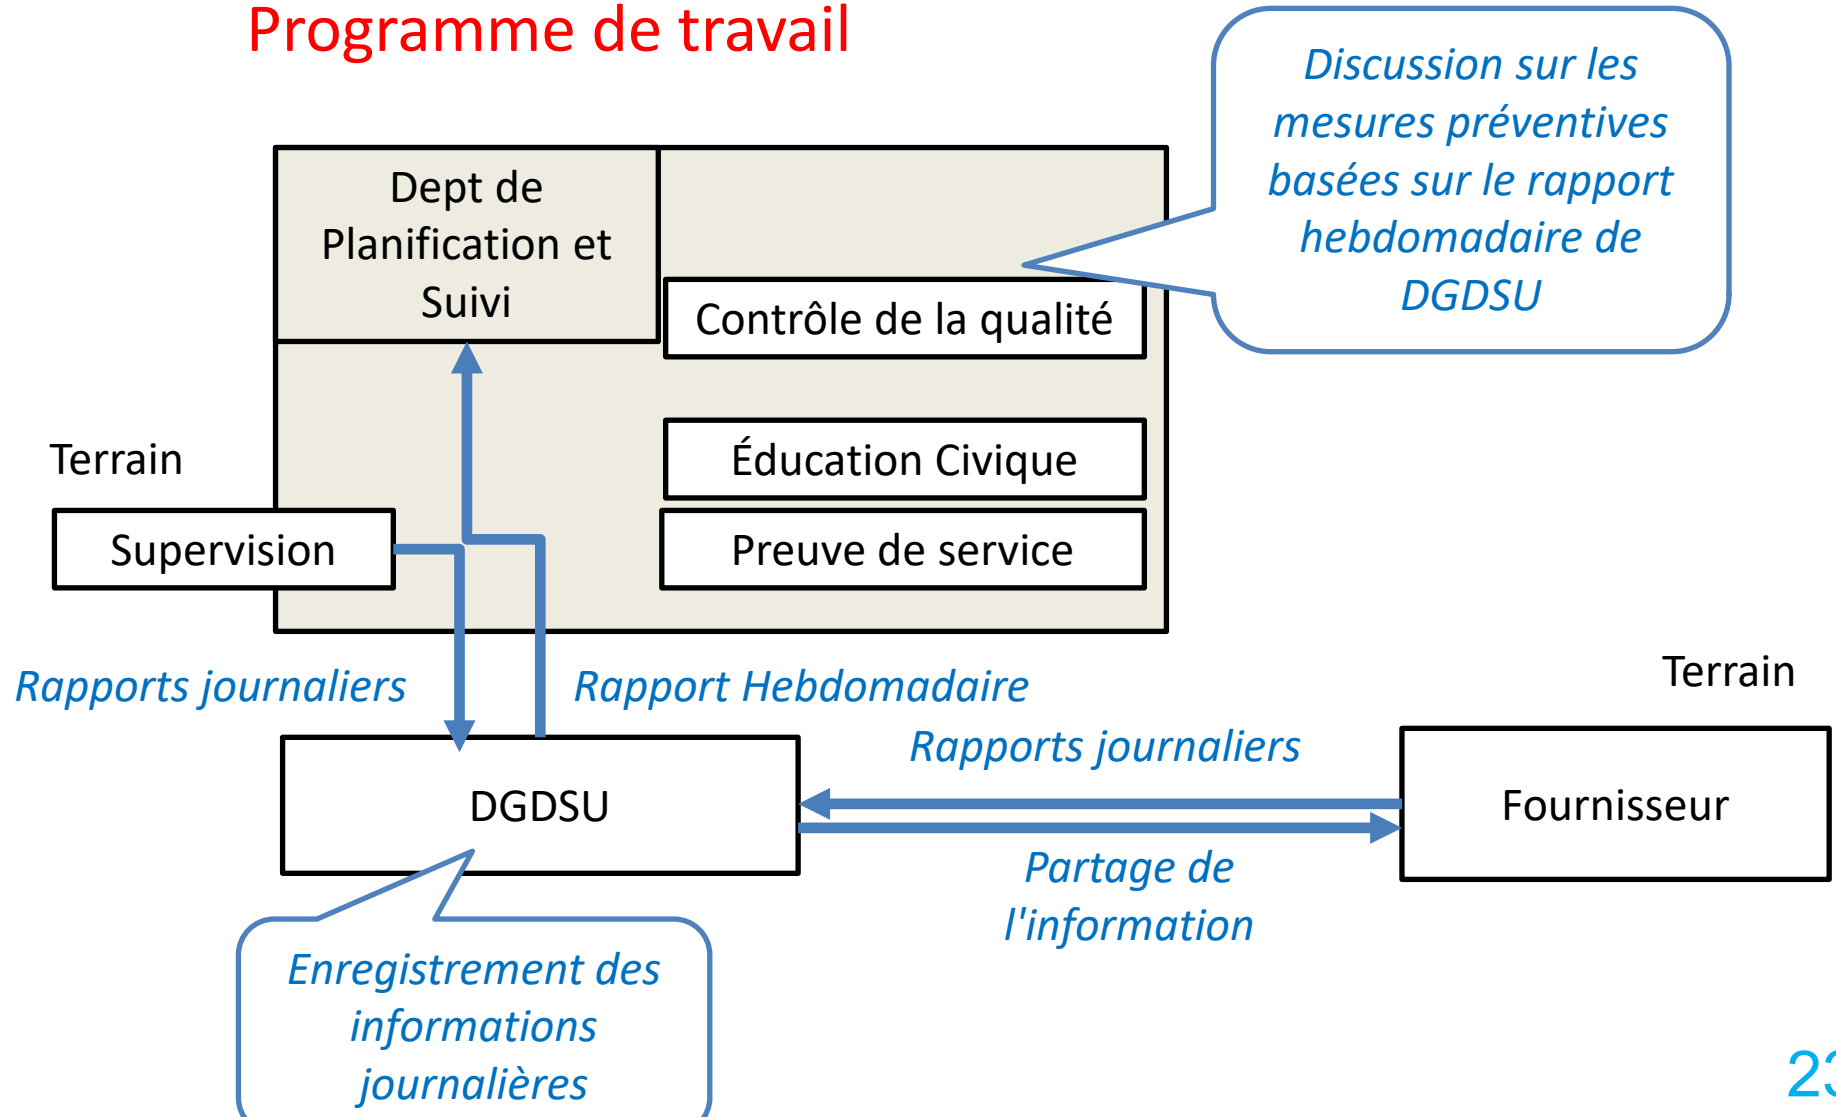 Programme de travail
Discussion sur les
mesures préventives
basées sur le rapport
hebdomadaire de
DGDSU
Dept de
Planification et
Suivi
Contrôle de la qualité
Terrain
Éducation Civique
Supervision
Preuve de service
Rapports journaliers
Rapport Hebdomadaire
Terrain
Rapports journaliers
DGDSU
Fournisseur
Partage de
l'information
Enregistrement des
informations
journalières
23